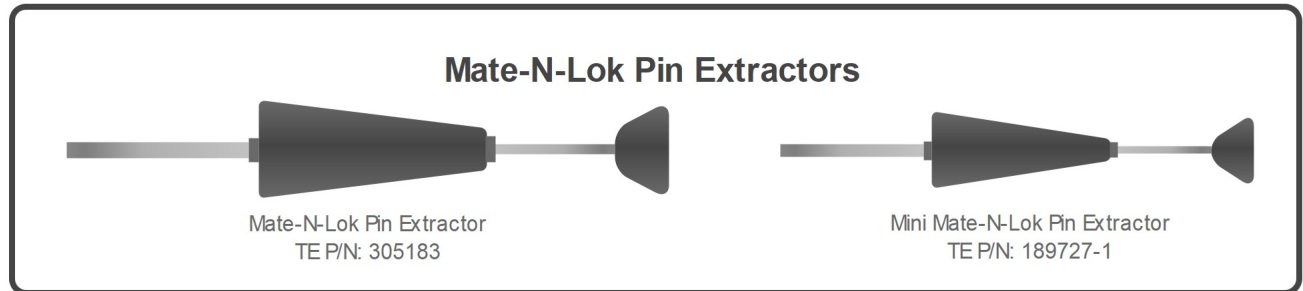 Mate-N-Lok Pin Extractors
Mate-N-Lok Pin Extractor
TE P/N: 305183
Mini Mate-N-Lok Pin Extractor
TE P/N: 189727-1